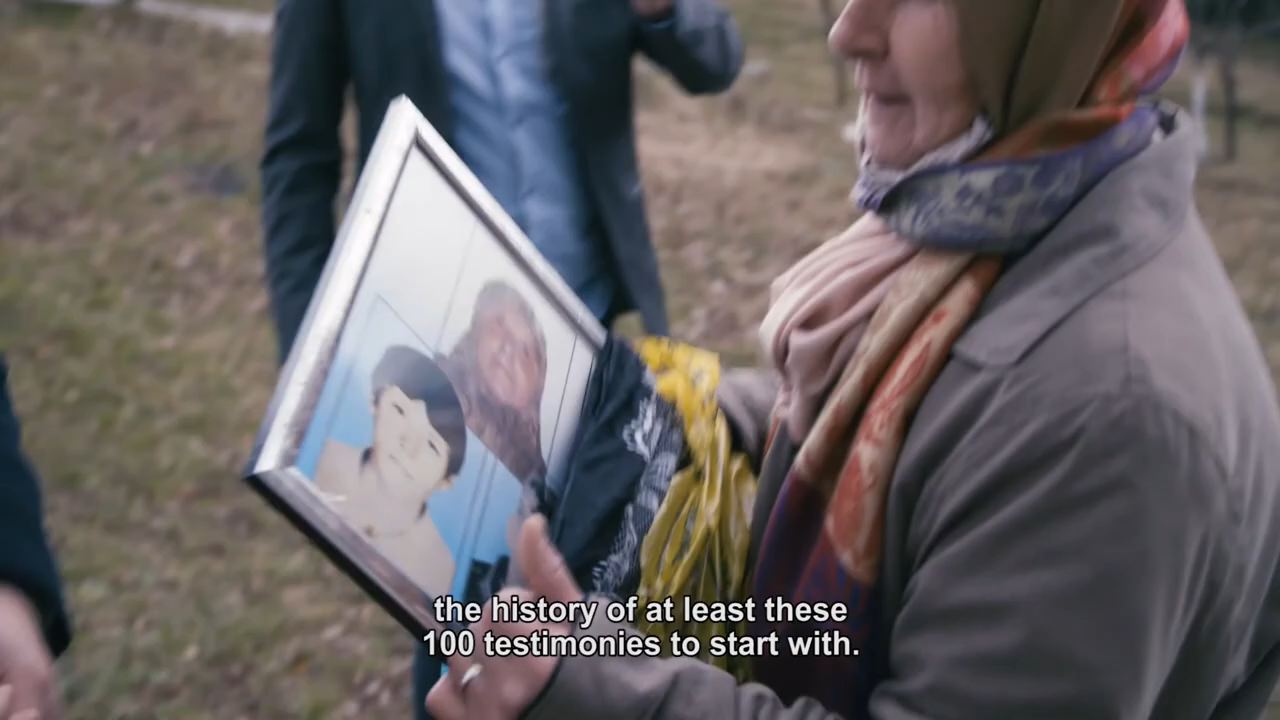 the history of at least these
100 testimonies to start with.